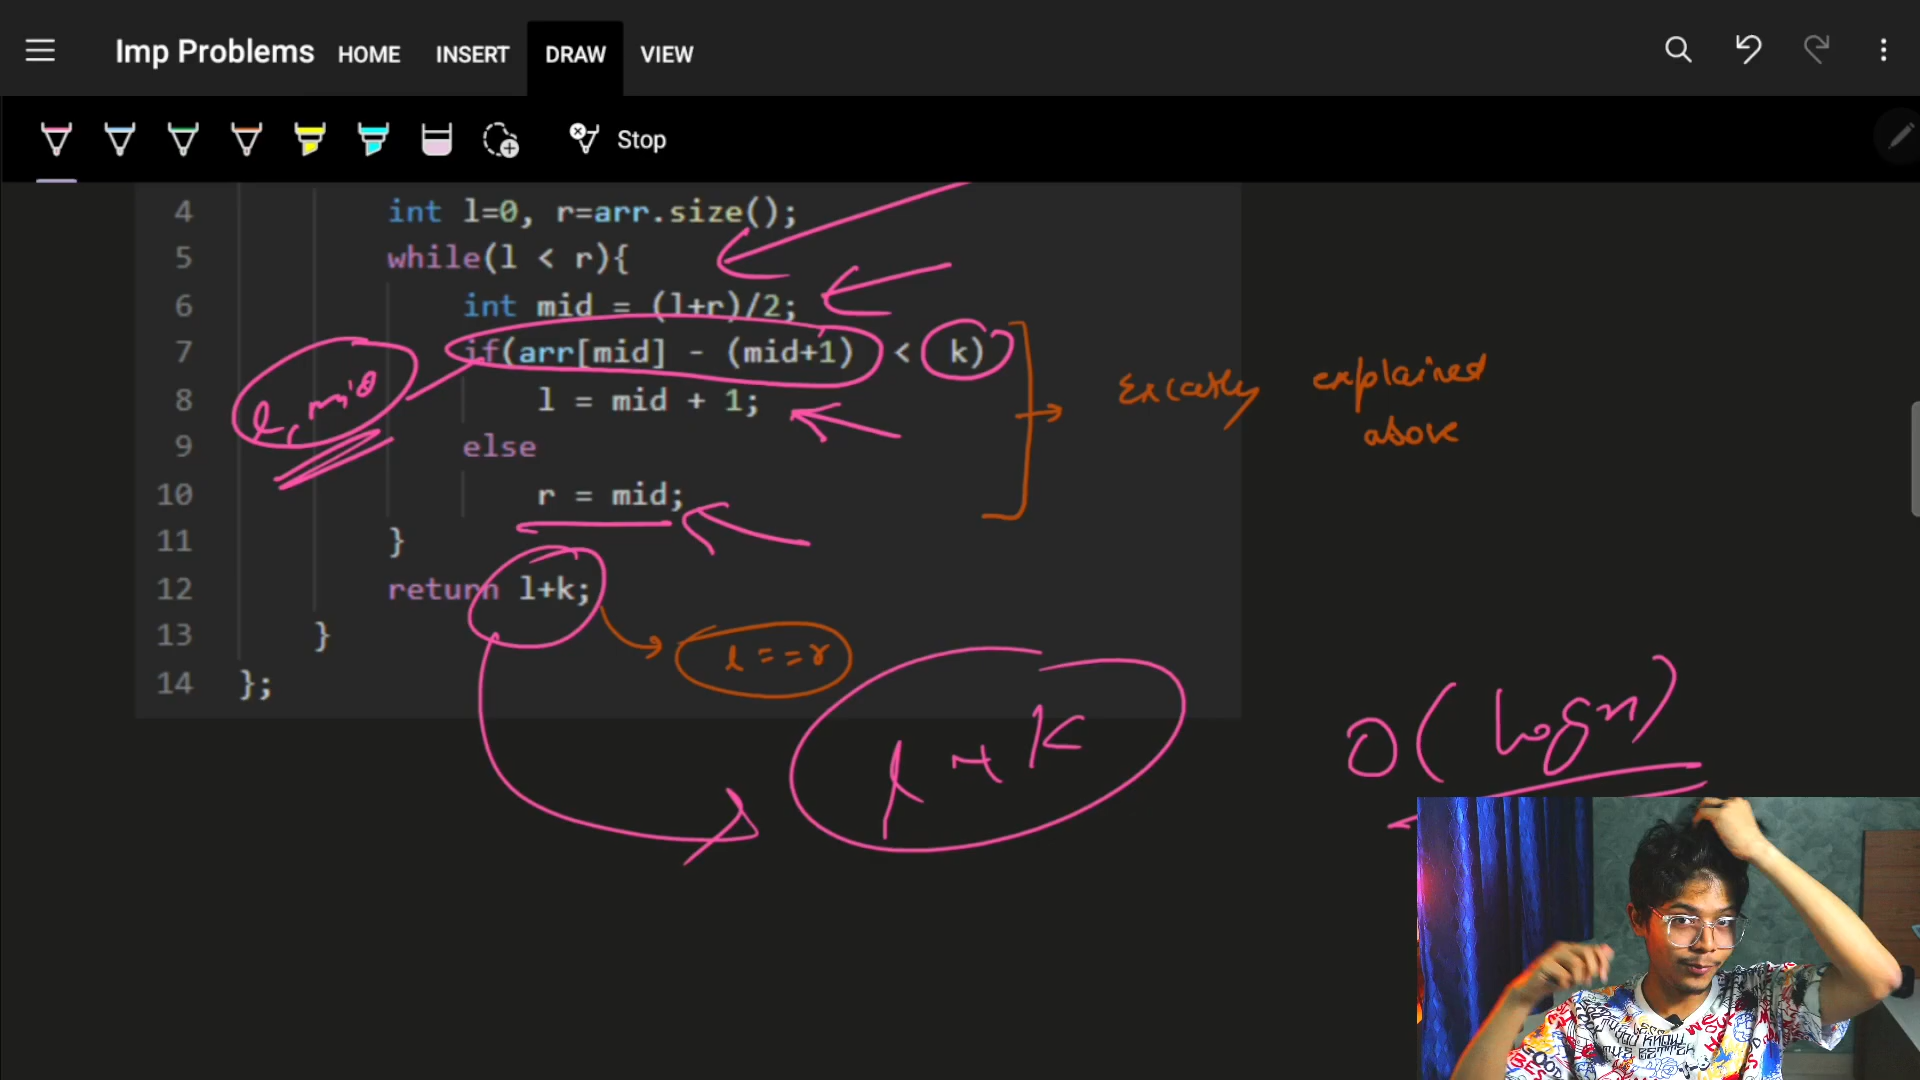 Imp Problems HOME INSERT DRAW VIEW
Stop
4 int l=0, r=arr.size();
5 while(l < r){
6 int mid = (l+r)/2;
7 if(arr[mid] - (mid+1) < k)
8 l = mid + 1;
9 else
10 r = mid;
11 }
12 return l+k;
13 }
14 };
l, mid
Excatly explained
above
l==r
l+k
O(logn)